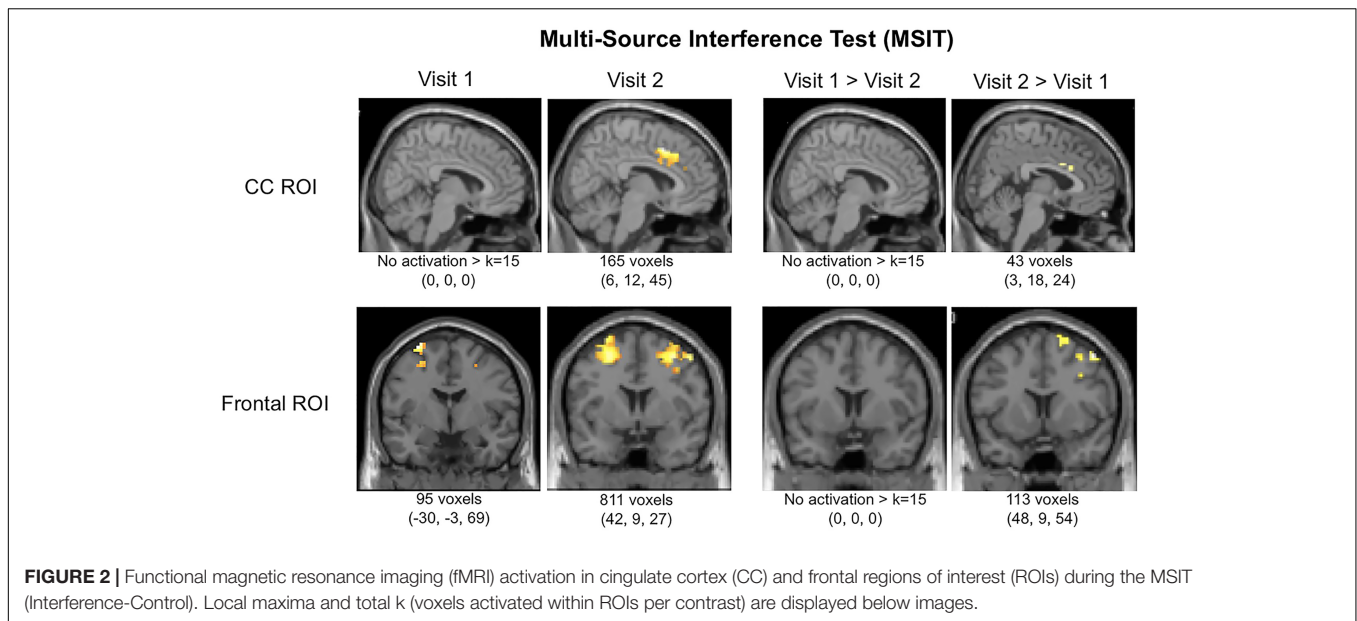 Multi-Source Interference Test (MSIT)
Visit 1 Visit 2 Visit 1 > Visit 2 Visit 2 > Visit 1
CC ROI
No activation > k=15 165 voxels No activation > k=15 43 voxels
(0, 0, 0) (6, 12, 45) (0, 0, 0) (3, 18, 24)
Frontal ROI
95 voxels 811 voxels No activation > k=15 113 voxels
(-30, -3, 69) (42, 9, 27) (0, 0, 0) (48, 9, 54)
FIGURE 2 | Functional magnetic resonance imaging (fMRI) activation in cingulate cortex (CC) and frontal regions of interest (ROIs) during the MSIT
(Interference-Control). Local maxima and total k (voxels activated within ROIs per contrast) are displayed below images.